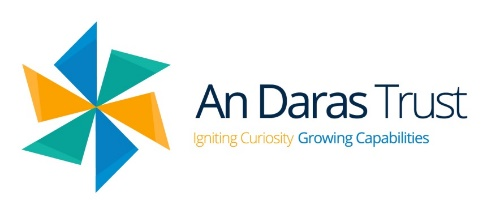 An Daras Trust
Igniting Curiosity Growing Capabilities